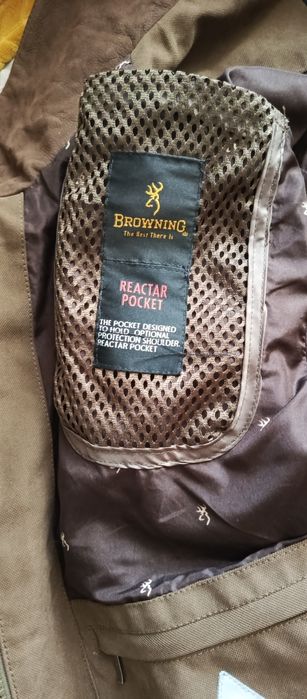 BROWNING
The Best There Is
REACTAR
POCKET
THE POCKET DESIGNED
TO HOLD OPTIONAL
PROTECTION SHOULDER.
REACTAR POCKET